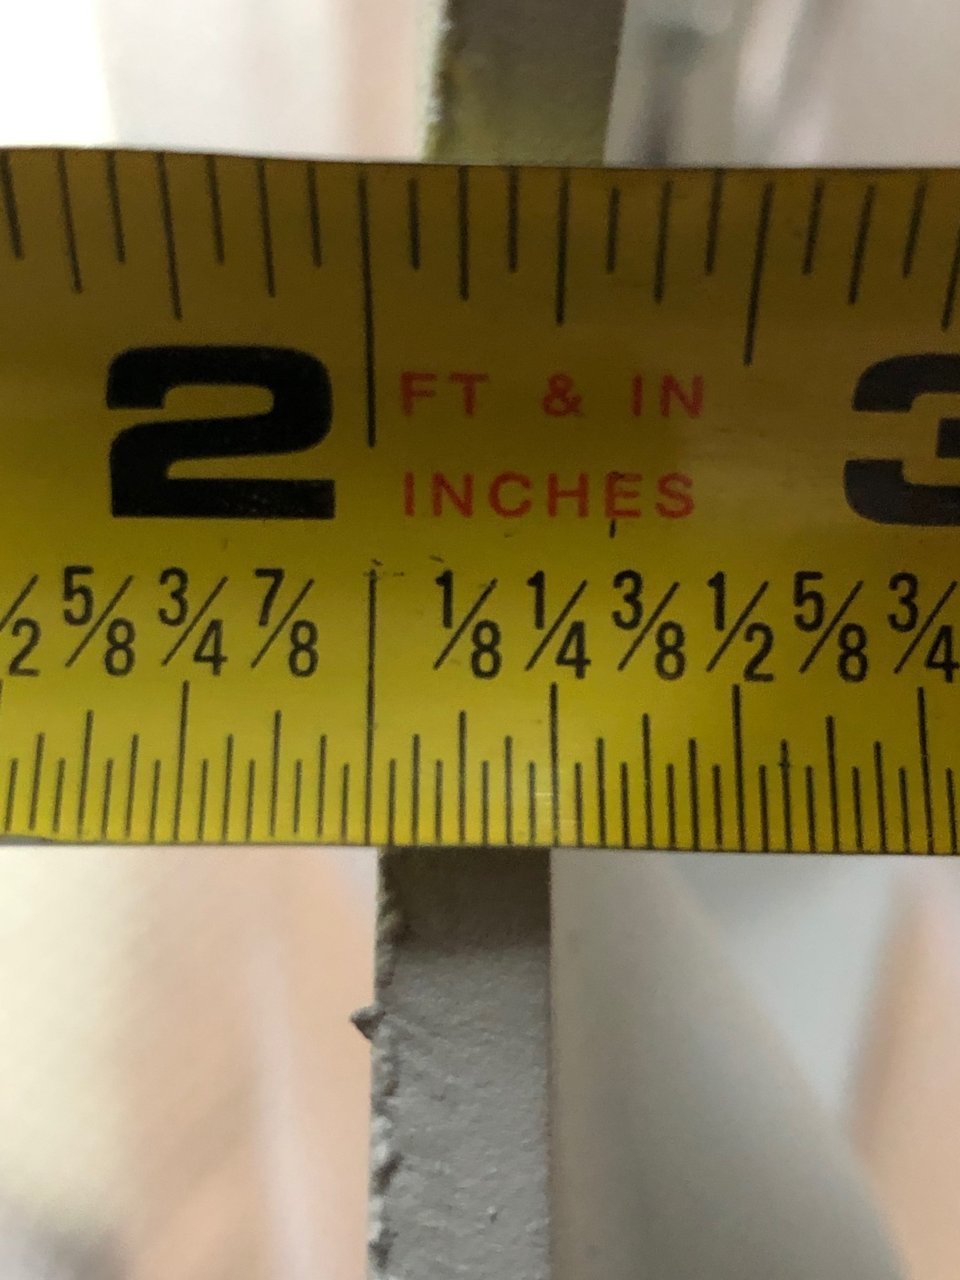 2 FT & IN 3
INCHES
1/2 5/8 3/4 7/8 1/8 1/4 3/8 1/2 5/8 3/4